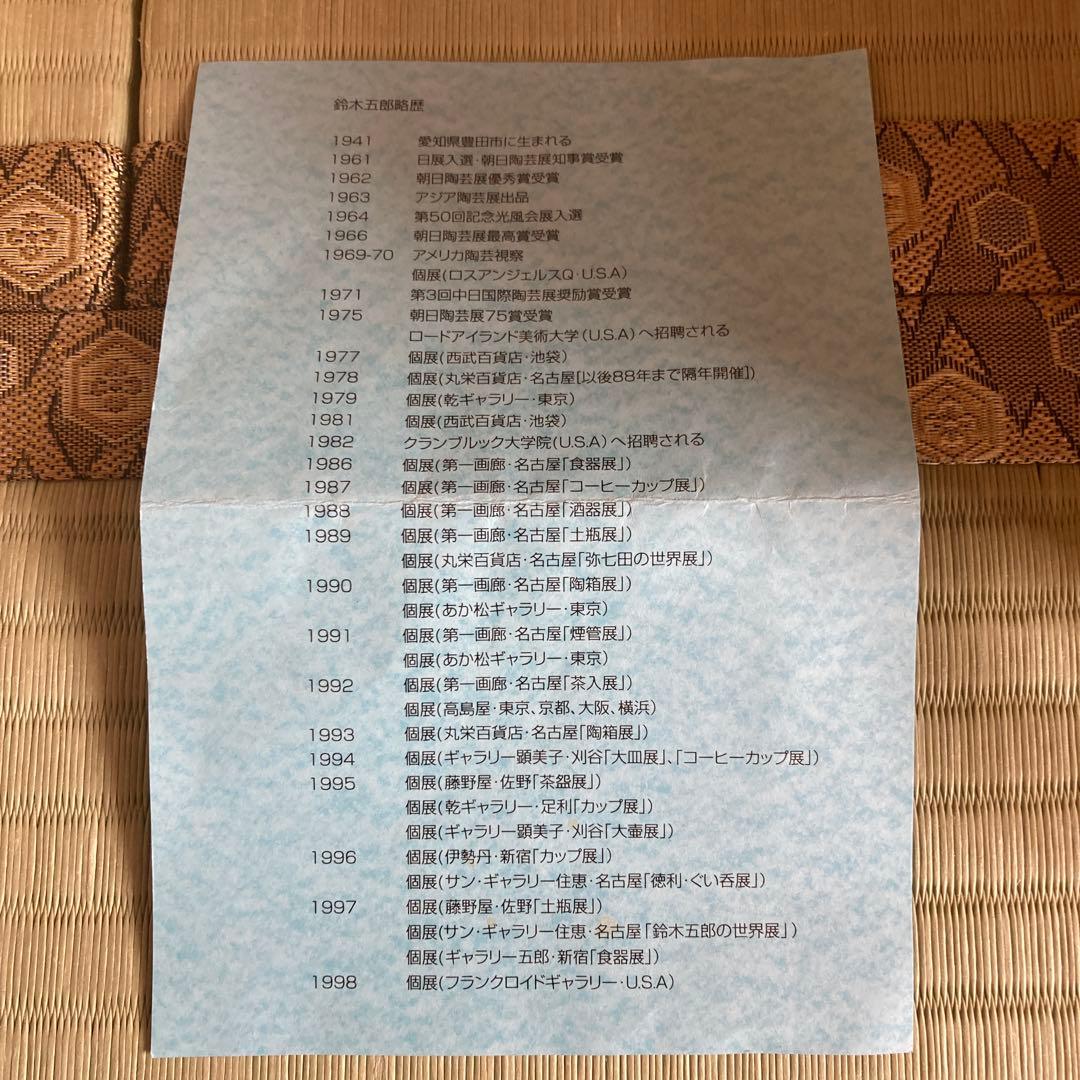 鈴木五郎略歴
1941 愛知県豊田市に生まれる
1961 日展入選・朝日陶芸展知事賞受賞
1962 朝日陶芸展優秀賞受賞
1963 アジア陶芸展出品
1964 第50回記念光風会展入選
1966 朝日陶芸展最高賞受賞
1969-70 アメリカ陶芸視察
個展(ロスアンジェルスQ・U.S.A)
1971 第3回中日国際陶芸展奨励賞受賞
1975 朝日陶芸展75賞受賞
ロードアイランド美術大学(U.S.A)へ招聘される
1977 個展(西武百貨店・池袋)
1978 個展(丸栄百貨店・名古屋[以後88年まで隔年開催])
1979 個展(乾ギャラリー・東京)
1981 個展(西武百貨店・池袋)
1982 クランブルック大学院(U.S.A)へ招聘される
1986 個展(第一画廊・名古屋「食器展」)
1987 個展(第一画廊・名古屋「コーヒーカップ展」)
1988 個展(第一画廊・名古屋「酒器展」)
1989 個展(第一画廊・名古屋「土瓶展」)
個展(丸栄百貨店・名古屋「弥七田の世界展」)
1990 個展(第一画廊・名古屋「陶箱展」)
個展(あか松ギャラリー・東京)
1991 個展(第一画廊・名古屋「煙管展」)
個展(あか松ギャラリー・東京)
1992 個展(第一画廊・名古屋「茶入展」)
個展(高島屋・東京、京都、大阪、横浜)
1993 個展(丸栄百貨店・名古屋「陶箱展」)
1994 個展(ギャラリー顕美子・刈谷「大皿展」、「コーヒーカップ展」)
1995 個展(藤野屋・佐野「茶盌展」)
個展(乾ギャラリー・足利「カップ展」)
個展(ギャラリー顕美子・刈谷「大壷展」)
1996 個展(伊勢丹・新宿「カップ展」)
個展(サン・ギャラリー住恵・名古屋「徳利・ぐい呑展」)
1997 個展(藤野屋・佐野「土瓶展」)
個展(サン・ギャラリー住恵・名古屋「鈴木五郎の世界展」)
個展(ギャラリー五郎・新宿「食器展」)
1998 個展(フランクロイドギャラリー・U.S.A)